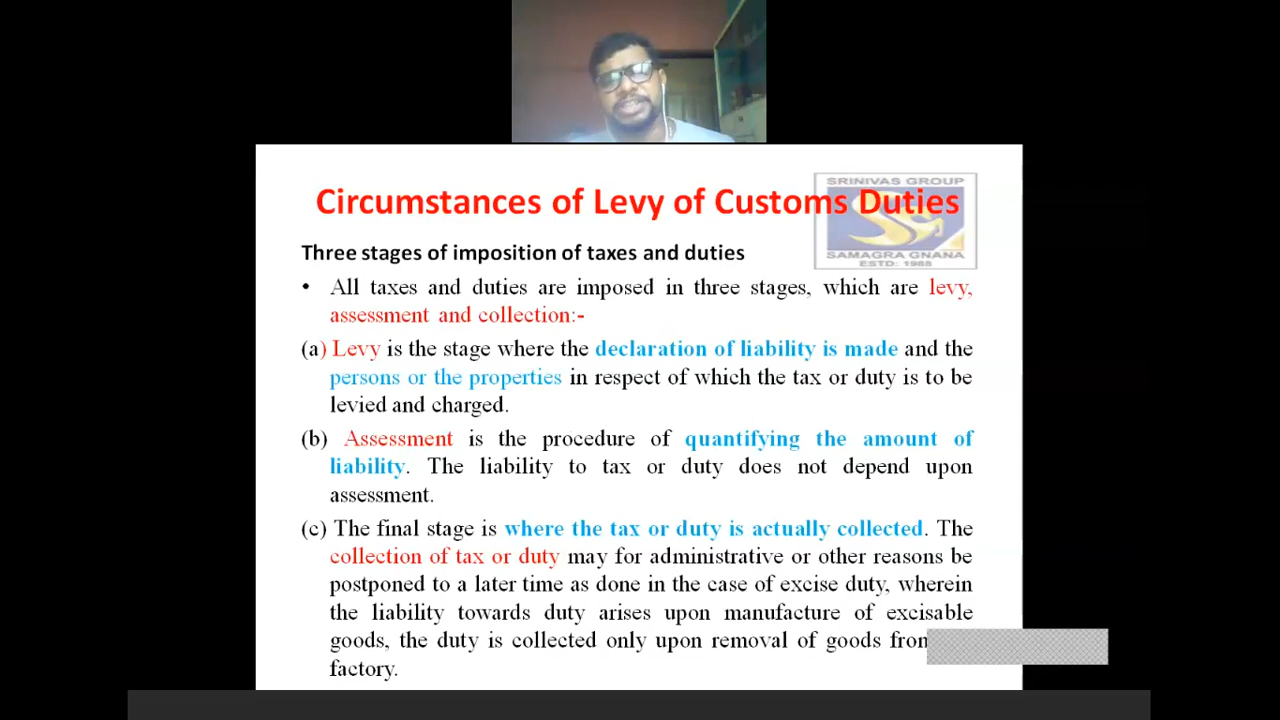 SRINIVAS GROUP
Circumstances of Levy of Customs Duties
SAMAGRA GNANA
ESTD: 1988
Three stages of imposition of taxes and duties
• All taxes and duties are imposed in three stages, which are levy,
assessment and collection:-
(a) Levy is the stage where the declaration of liability is made and the
persons or the properties in respect of which the tax or duty is to be
levied and charged.
(b) Assessment is the procedure of quantifying the amount of
liability. The liability to tax or duty does not depend upon
assessment.
(c) The final stage is where the tax or duty is actually collected. The
collection of tax or duty may for administrative or other reasons be
postponed to a later time as done in the case of excise duty, wherein
the liability towards duty arises upon manufacture of excisable
goods, the duty is collected only upon removal of goods from
factory.